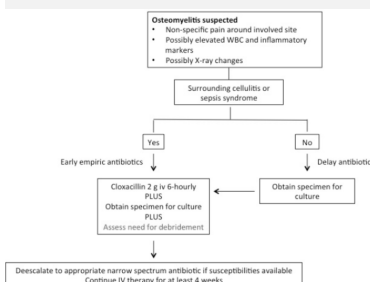 Osteomyelitis suspected
• Non-specific pain around involved site
• Possibly elevated WBC and inflammatory
markers
• Possibly X-ray changes
Surrounding cellulitis or
sepsis syndrome
Yes
No
Early empiric antibiotics
Delay antibiotic
Cloxacillin 2 g iv 6-hourly
PLUS
Obtain specimen for culture
PLUS
Assess need for debridement
Obtain specimen for
culture
Deescalate to appropriate narrow spectrum antibiotic if susceptibilities available
Continue IV therapy for at least 4 weeks